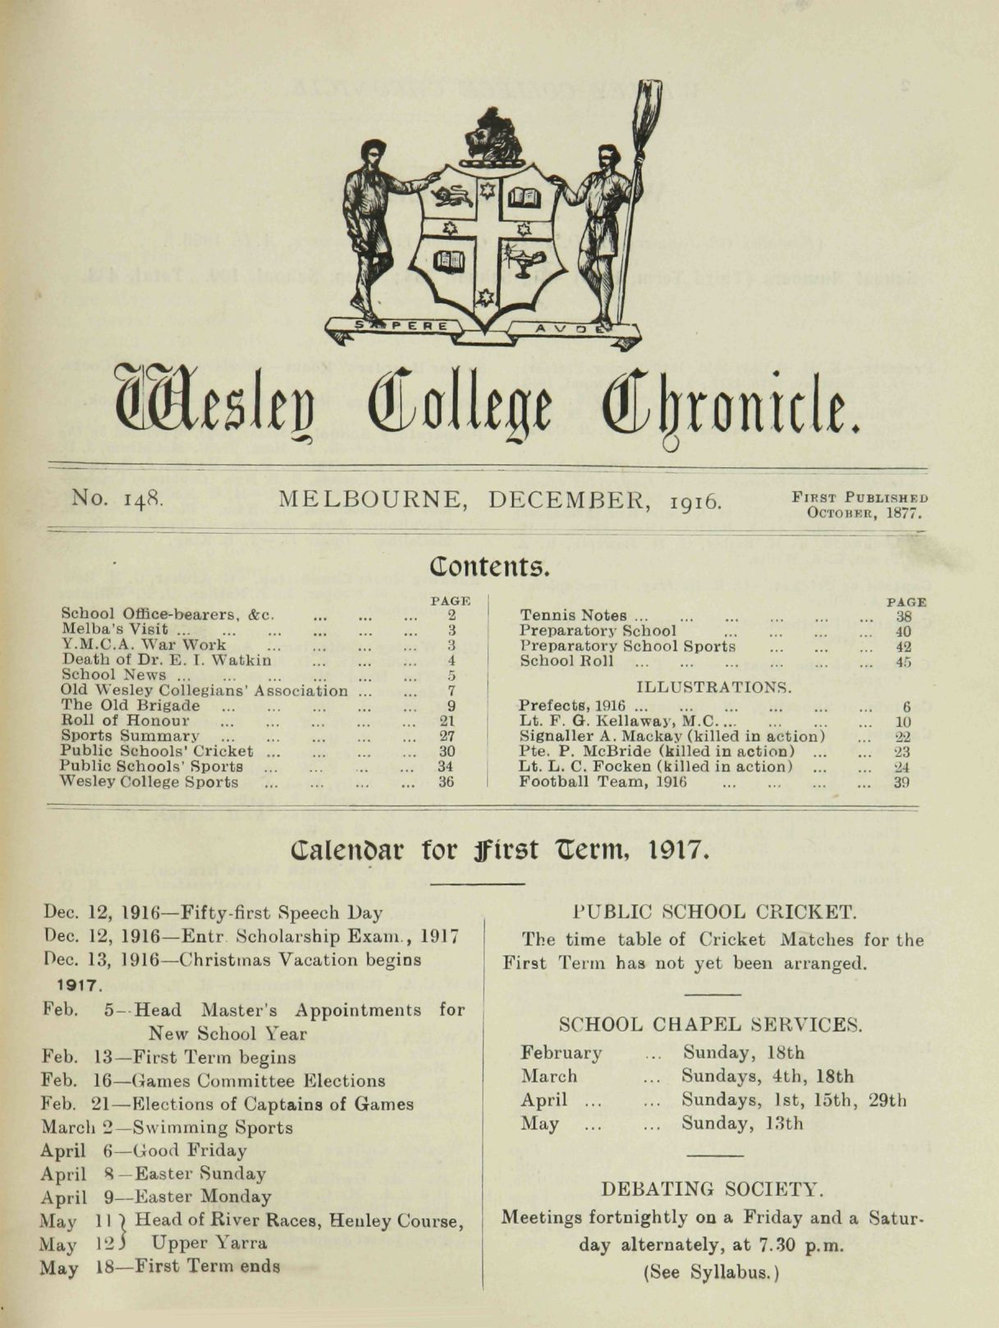 SAPERE AVDE
Wesley College Chronicle.
No. 148. MELBOURNE, DECEMBER, 1916. FIRST PUBLISHED
OCTOBER, 1877.
Contents.
PAGE
School Office-bearers, &c. ... ... ... 2
Melba's Visit ... ... ... ... ... ... 3
Y.M.C.A. War Work ... ... ... ... 3
Death of Dr. E. I. Watkin ... ... ... 4
School News ... ... ... ... ... ... 5
Old Wesley Collegians' Association ... ... 7
The Old Brigade ... ... ... ... ... 9
Roll of Honour ... ... ... ... ... 21
Sports Summary ... ... ... ... ... 27
Public Schools' Cricket ... ... ... ... 30
Public Schools' Sports ... ... ... ... 34
Wesley College Sports ... ... ... ... 36
PAGE
Tennis Notes ... ... ... ... ... ... 38
Preparatory School ... ... ... ... 40
Preparatory School Sports ... ... ... 42
School Roll ... ... ... ... ... ... 45
ILLUSTRATIONS.
Prefects, 1916 ... ... ... ... ... ... 6
Lt. F. G. Kellaway, M.C. ... ... ... ... 10
Signaller A. Mackay (killed in action) ... 22
Pte. P. McBride (killed in action) ... ... 23
Lt. L. C. Focken (killed in action) ... ... 24
Football Team, 1916 ... ... ... ... 39
Calendar for First Term, 1917.
Dec. 12, 1916—Fifty-first Speech Day
Dec. 12, 1916—Entr. Scholarship Exam., 1917
Dec. 13, 1916—Christmas Vacation begins
1917.
Feb. 5—Head Master's Appointments for
New School Year
Feb. 13—First Term begins
Feb. 16—Games Committee Elections
Feb. 21—Elections of Captains of Games
March 2—Swimming Sports
April 6—Good Friday
April 8—Easter Sunday
April 9—Easter Monday
May 11 } Head of River Races, Henley Course,
May 12 } Upper Yarra
May 18—First Term ends
PUBLIC SCHOOL CRICKET.
The time table of Cricket Matches for the
First Term has not yet been arranged.
SCHOOL CHAPEL SERVICES.
February ... Sunday, 18th
March ... Sundays, 4th, 18th
April ... ... Sundays, 1st, 15th, 29th
May ... ... Sunday, 13th
DEBATING SOCIETY.
Meetings fortnightly on a Friday and a Satur-
day alternately, at 7.30 p.m.
(See Syllabus.)